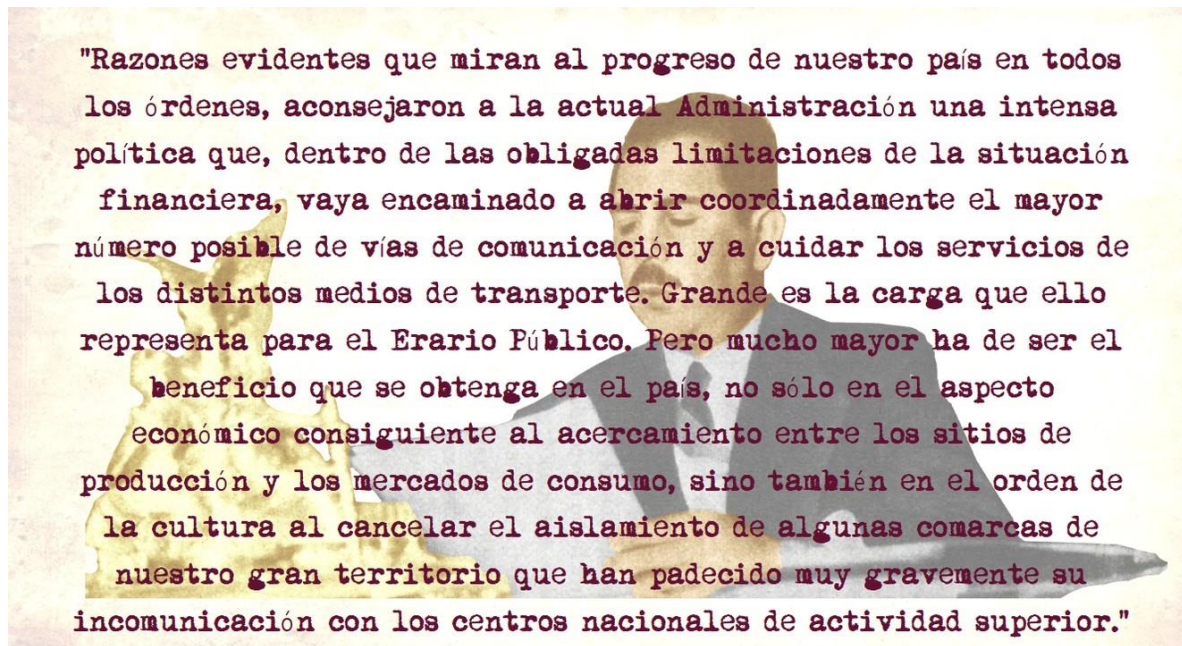 "Razones evidentes que miran al progreso de nuestro país en todos
los órdenes, aconsejaron a la actual Administración una intensa
política que, dentro de las obligadas limitaciones de la situación
financiera, vaya encaminado a abrir coordinadamente el mayor
número posible de vías de comunicación y a cuidar los servicios de
los distintos medios de transporte. Grande es la carga que ello
representa para el Erario Público. Pero mucho mayor ha de ser el
beneficio que se obtenga en el país, no sólo en el aspecto
económico consiguiente al acercamiento entre los sitios de
producción y los mercados de consumo, sino también en el orden de
la cultura al cancelar el aislamiento de algunas comarcas de
nuestro gran territorio que han padecido muy gravemente su
incomunicación con los centros nacionales de actividad superior."